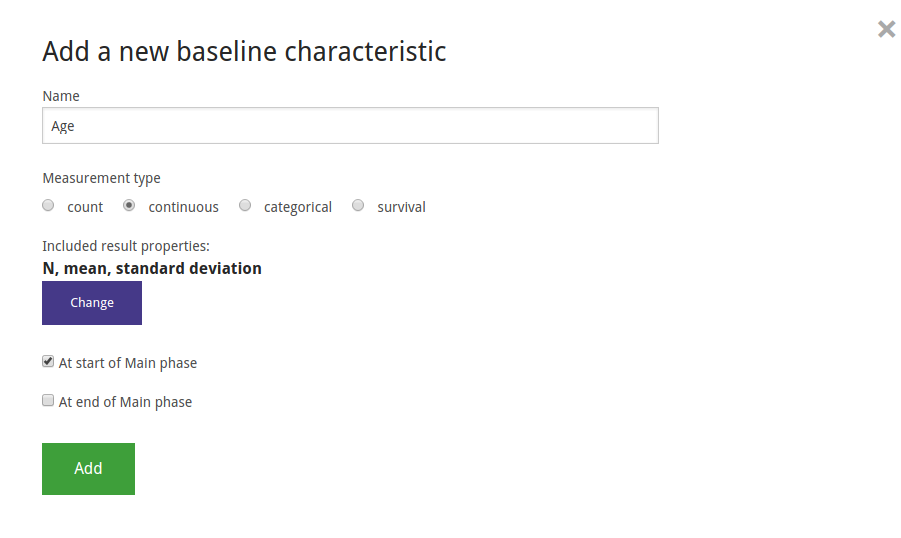 Add a new baseline characteristic
Name
Age
Measurement type
count continuous categorical survival
Included result properties:
N, mean, standard deviation
Change
At start of Main phase
At end of Main phase
Add